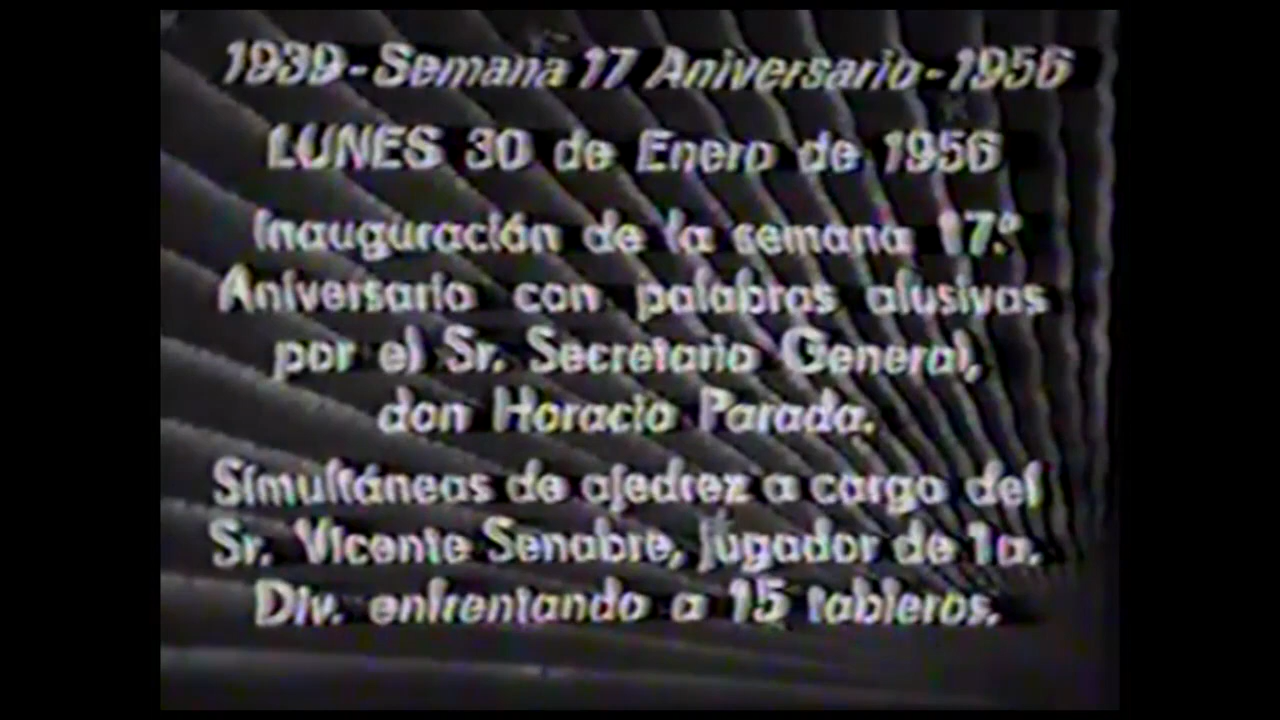 1939-Semana 17 Aniversario-1956
LUNES 30 de Enero de 1956
Inauguración de la semana 17.º
Aniversario con palabras alusivas
por el Sr. Secretario General,
don Horacio Parada.
Simultáneas de ajedrez a cargo del
Sr. Vicente Senabre, jugador de 1a.
Div. enfrentando a 15 tableros.